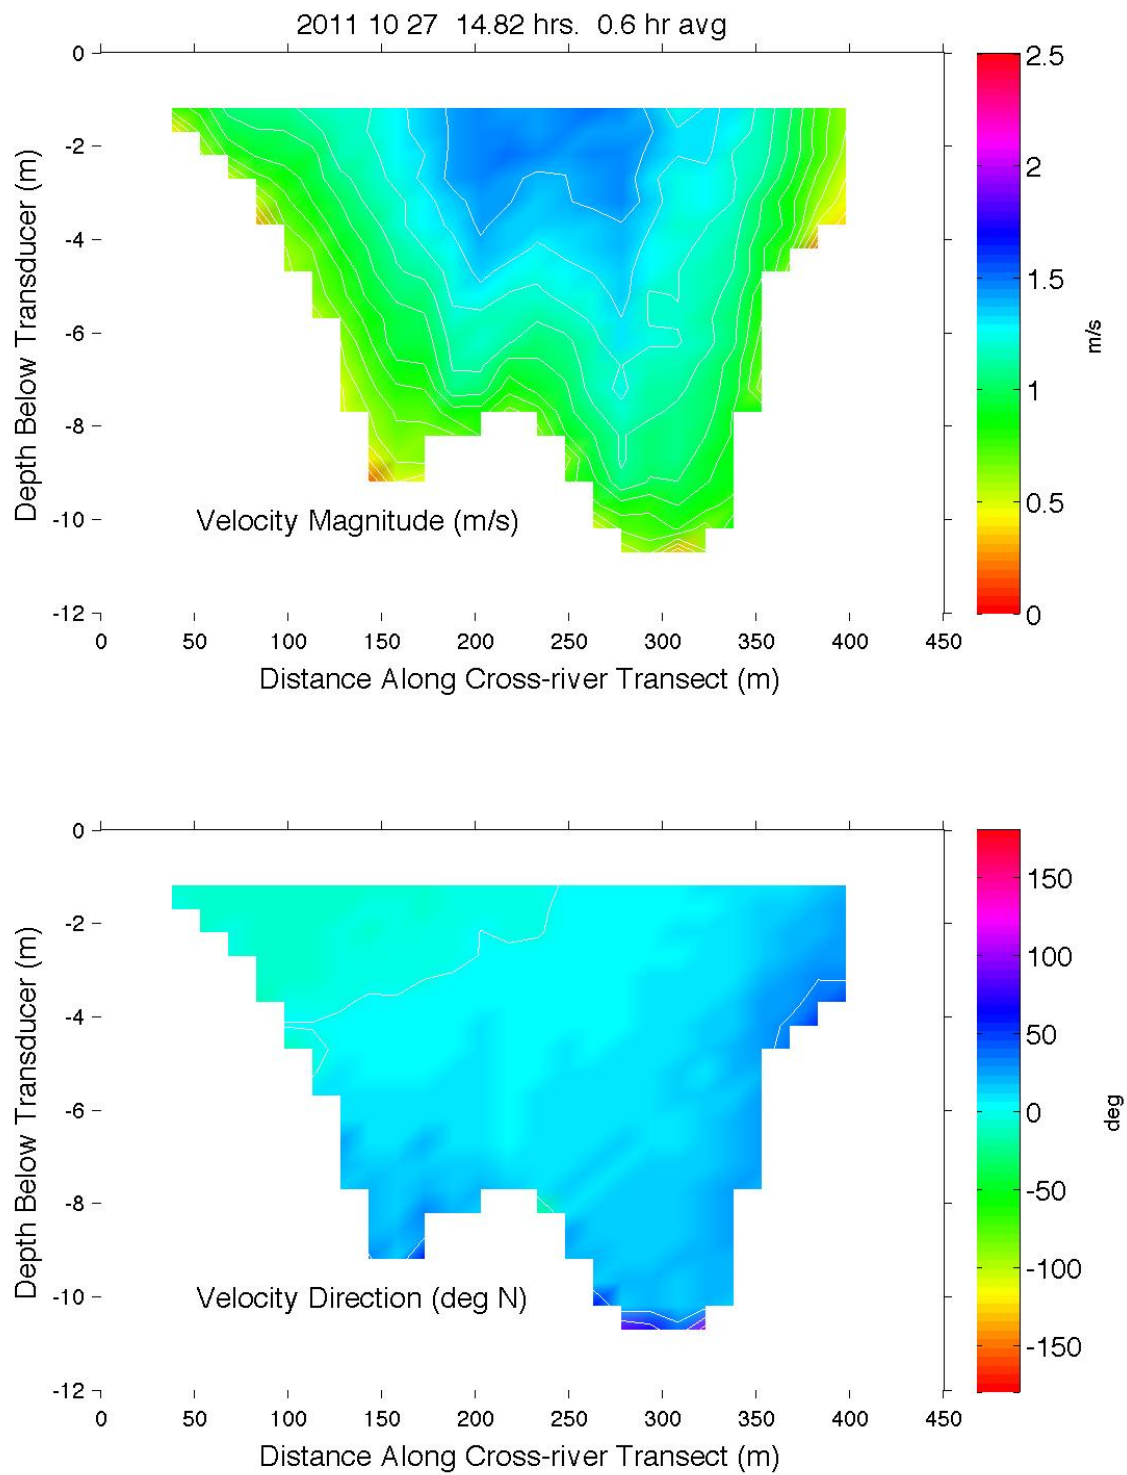 2011 10 27 14.82 hrs. 0.6 hr avg
0
-2
-4
-6
-8
-10
-12
Depth Below Transducer (m)
Velocity Magnitude (m/s)
0 50 100 150 200 250 300 350 400 450
Distance Along Cross-river Transect (m)
2.5
2
1.5
1
0.5
0
m/s
0
-2
-4
-6
-8
-10
-12
Depth Below Transducer (m)
Velocity Direction (deg N)
0 50 100 150 200 250 300 350 400 450
Distance Along Cross-river Transect (m)
150
100
50
0
-50
-100
-150
deg